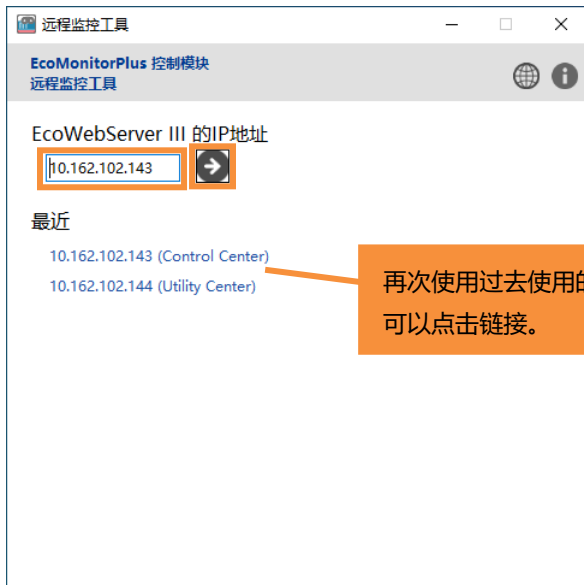 远程监控工具
EcoMonitorPlus 控制模块
远程监控工具
EcoWebServer III 的IP地址
10.162.102.143
最近
10.162.102.143 (Control Center)
10.162.102.144 (Utility Center)
再次使用过去使用的
可以点击链接。